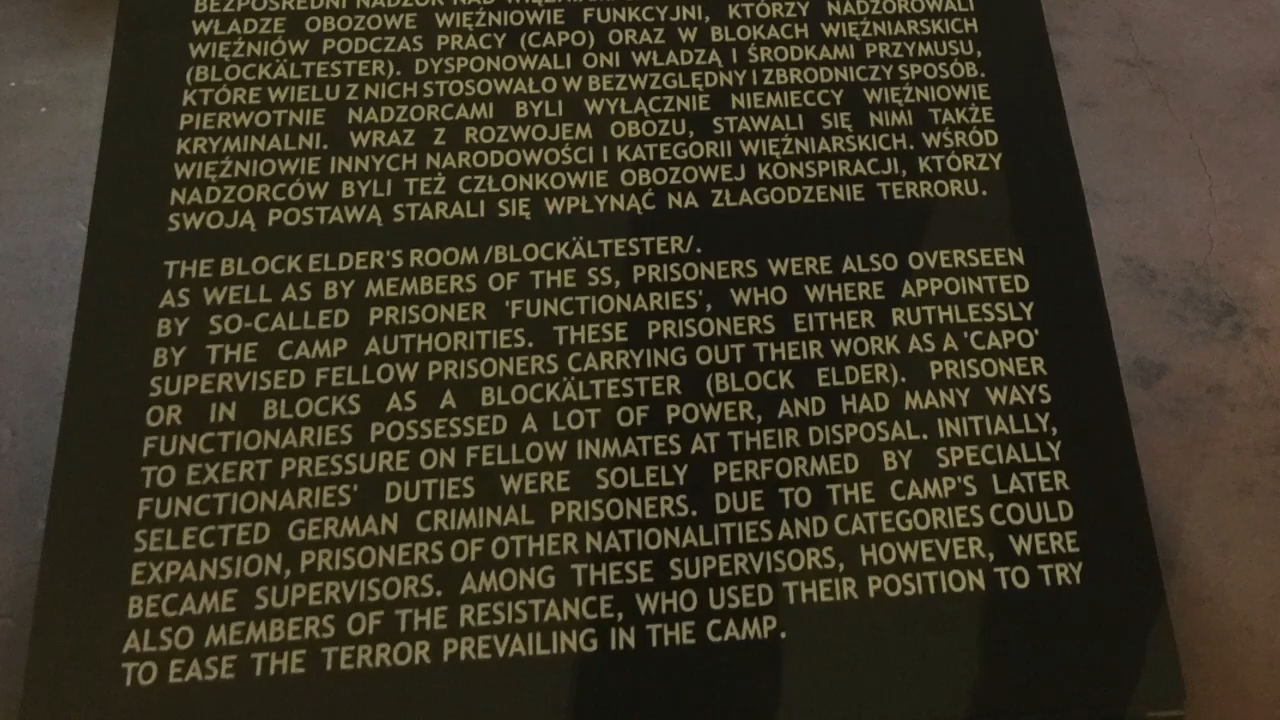 BEZPOŚREDNI NADZÓR NAD
WŁADZE OBOZOWE WIĘŹNIOWIE FUNKCYJNI, KTÓRZY NADZOROWALI
WIĘŹNIÓW PODCZAS PRACY (CAPO) ORAZ W BLOKACH WIĘŹNIARSKICH
(BLOCKÄLTESTER). DYSPONOWALI ONI WŁADZĄ I ŚRODKAMI PRZYMUSU,
KTÓRE WIELU Z NICH STOSOWAŁO W BEZWZGLĘDNY I ZBRODNICZY SPOSÓB.
PIERWOTNIE NADZORCAMI BYLI WYŁĄCZNIE NIEMIECCY WIĘŹNIOWIE
KRYMINALNI. WRAZ Z ROZWOJEM OBOZU, STAWALI SIĘ NIMI TAKŻE
WIĘŹNIOWIE INNYCH NARODOWOŚCI I KATEGORII WIĘŹNIARSKICH. WŚRÓD
NADZORCÓW BYLI TEŻ CZŁONKOWIE OBOZOWEJ KONSPIRACJI, KTÓRZY
SWOJĄ POSTAWĄ STARALI SIĘ WPŁYNĄĆ NA ZŁAGODZENIE TERRORU.
THE BLOCK ELDER'S ROOM /BLOCKÄLTESTER/.
AS WELL AS BY MEMBERS OF THE SS, PRISONERS WERE ALSO OVERSEEN
BY SO-CALLED PRISONER 'FUNCTIONARIES', WHO WHERE APPOINTED
BY THE CAMP AUTHORITIES. THESE PRISONERS EITHER RUTHLESSLY
SUPERVISED FELLOW PRISONERS CARRYING OUT THEIR WORK AS A 'CAPO'
OR IN BLOCKS AS A BLOCKÄLTESTER (BLOCK ELDER). PRISONER
FUNCTIONARIES POSSESSED A LOT OF POWER, AND HAD MANY WAYS
TO EXERT PRESSURE ON FELLOW INMATES AT THEIR DISPOSAL. INITIALLY,
FUNCTIONARIES' DUTIES WERE SOLELY PERFORMED BY SPECIALLY
SELECTED GERMAN CRIMINAL PRISONERS. DUE TO THE CAMP'S LATER
EXPANSION, PRISONERS OF OTHER NATIONALITIES AND CATEGORIES COULD
BECAME SUPERVISORS. AMONG THESE SUPERVISORS, HOWEVER, WERE
ALSO MEMBERS OF THE RESISTANCE, WHO USED THEIR POSITION TO TRY
TO EASE THE TERROR PREVAILING IN THE CAMP.